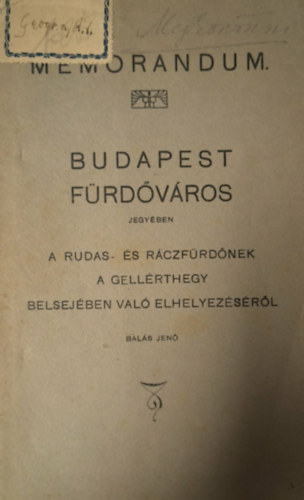 MEMORANDUM.
BUDAPEST
FÜRDŐVÁROS
JEGYÉBEN
A RUDAS- ÉS RÁCZFÜRDŐNEK
A GELLÉRTHEGY
BELSEJÉBEN VALÓ ELHELYEZÉSÉRŐL
BALÁS JENŐ